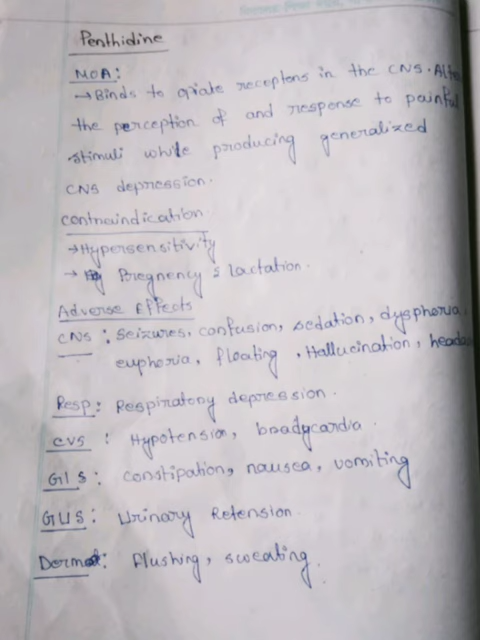 Penthidine
MOA:
→Binds to opiate receptons in the CNS. Alte
the perception of and response to painful
stimuli while producing generalized
CNS depression.
contraindication
→Hypersensitivity
→ Pregnency & lactation.
Adverse Effects
CNS: seizures, confusion, sedation, dysphoria,
euphoria, floating, Hallucination, heada
Resp: Respiratory depression.
CVS: Hypotension, bradycardia.
GIS: constipation, nausea, vomiting
GUS: Urinary Retension.
Dermat: flushing, sweating.